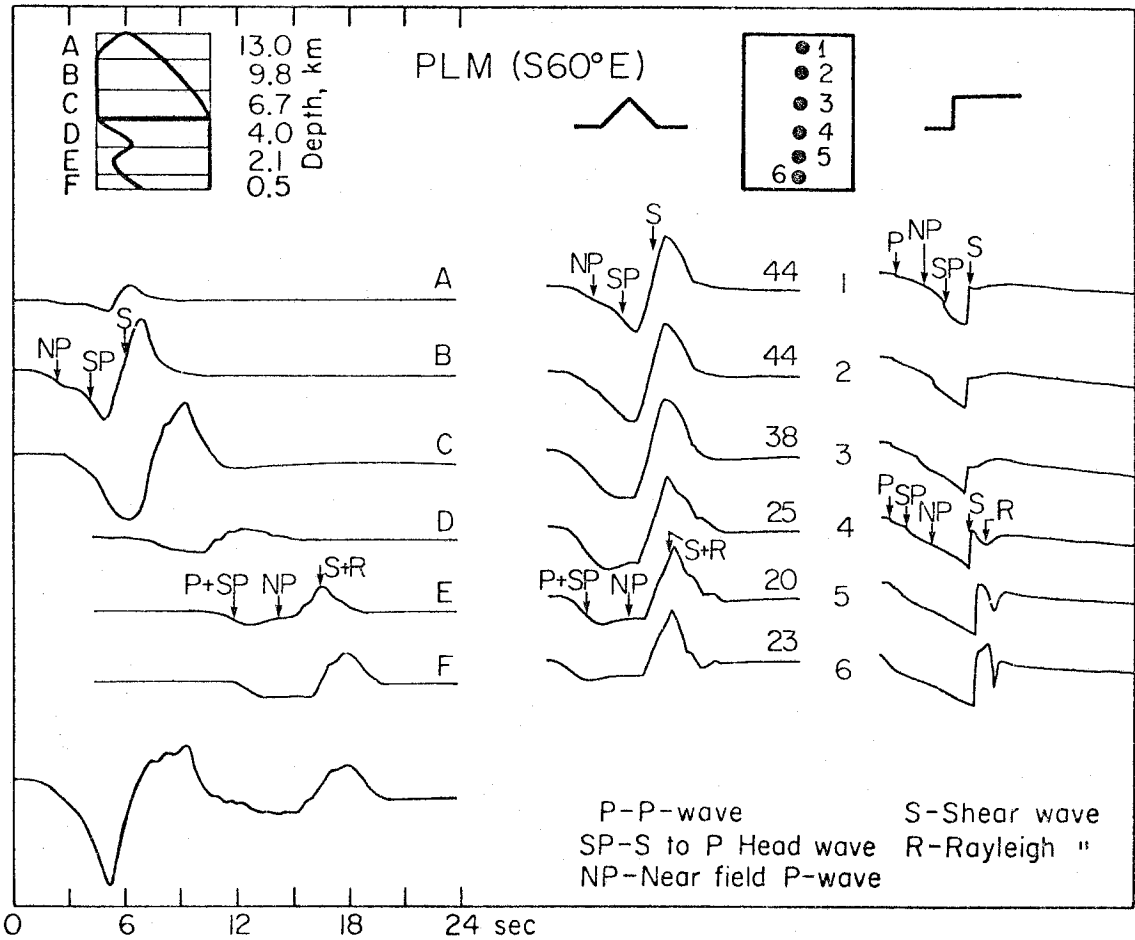 PLM (S60°E)
A 13.0
B 9.8
C 6.7
D 4.0
E 2.1
F 0.5
Depth, km
1
2
3
4
5
6
A
NP SP S
B
C
D
P+SP NP S+R
E
F
NP SP S
44
44
38
25
S+R
P+SP NP
20
23
P NP SP S
1
2
3
P SP NP S R
4
5
6
P-P-wave
SP-S to P Head wave
NP-Near field P-wave
S-Shear wave
R-Rayleigh "
0 6 12 18 24 sec